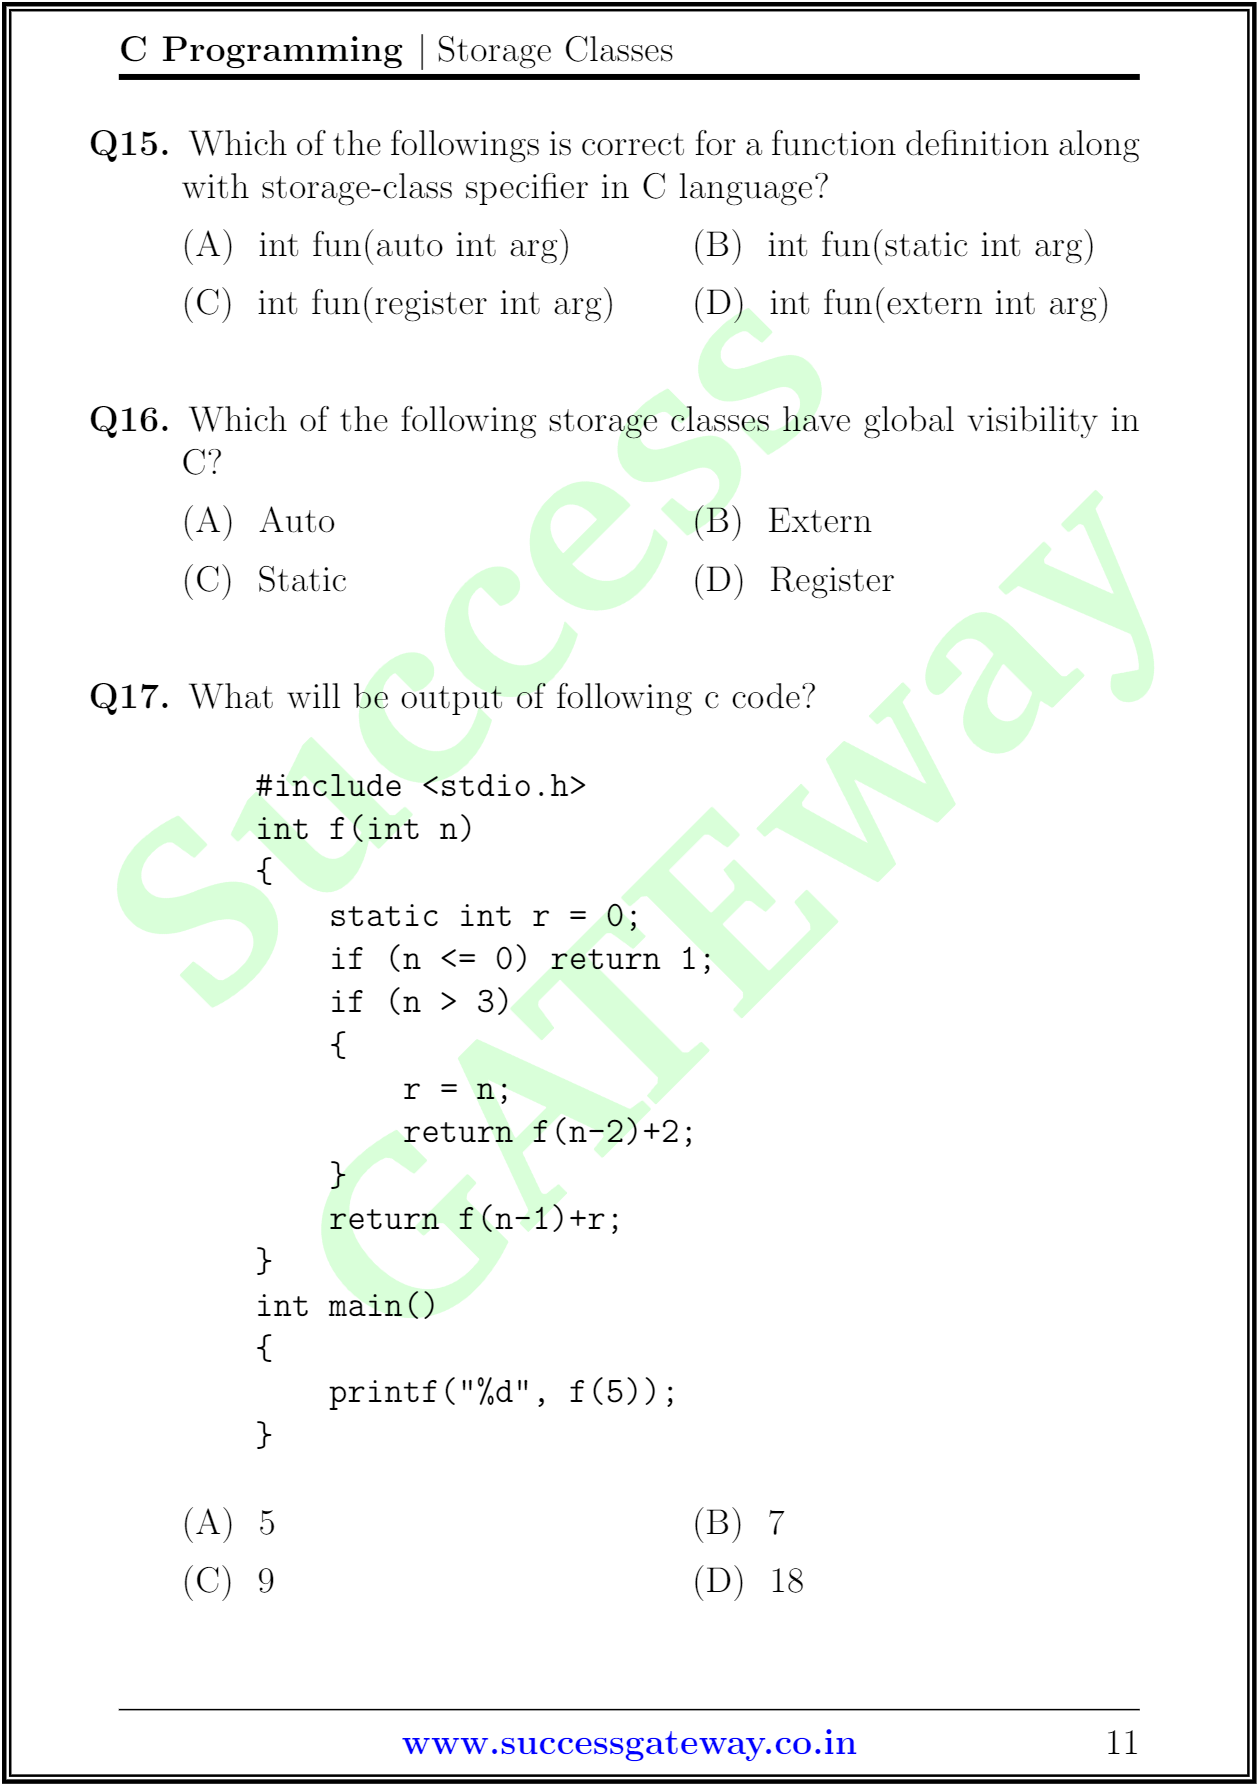 C Programming | Storage Classes
Q15. Which of the followings is correct for a function definition along
with storage-class specifier in C language?
(A) int fun(auto int arg) (B) int fun(static int arg)
(C) int fun(register int arg) (D) int fun(extern int arg)
Q16. Which of the following storage classes have global visibility in
C?
(A) Auto (B) Extern
(C) Static (D) Register
Q17. What will be output of following c code?
#include <stdio.h>
int f(int n)
{
static int r = 0;
if (n <= 0) return 1;
if (n > 3)
{
r = n;
return f(n-2)+2;
}
return f(n-1)+r;
}
int main()
{
printf("%d", f(5));
}
(A) 5 (B) 7
(C) 9 (D) 18
www.successgateway.co.in 11
Success
GATEway